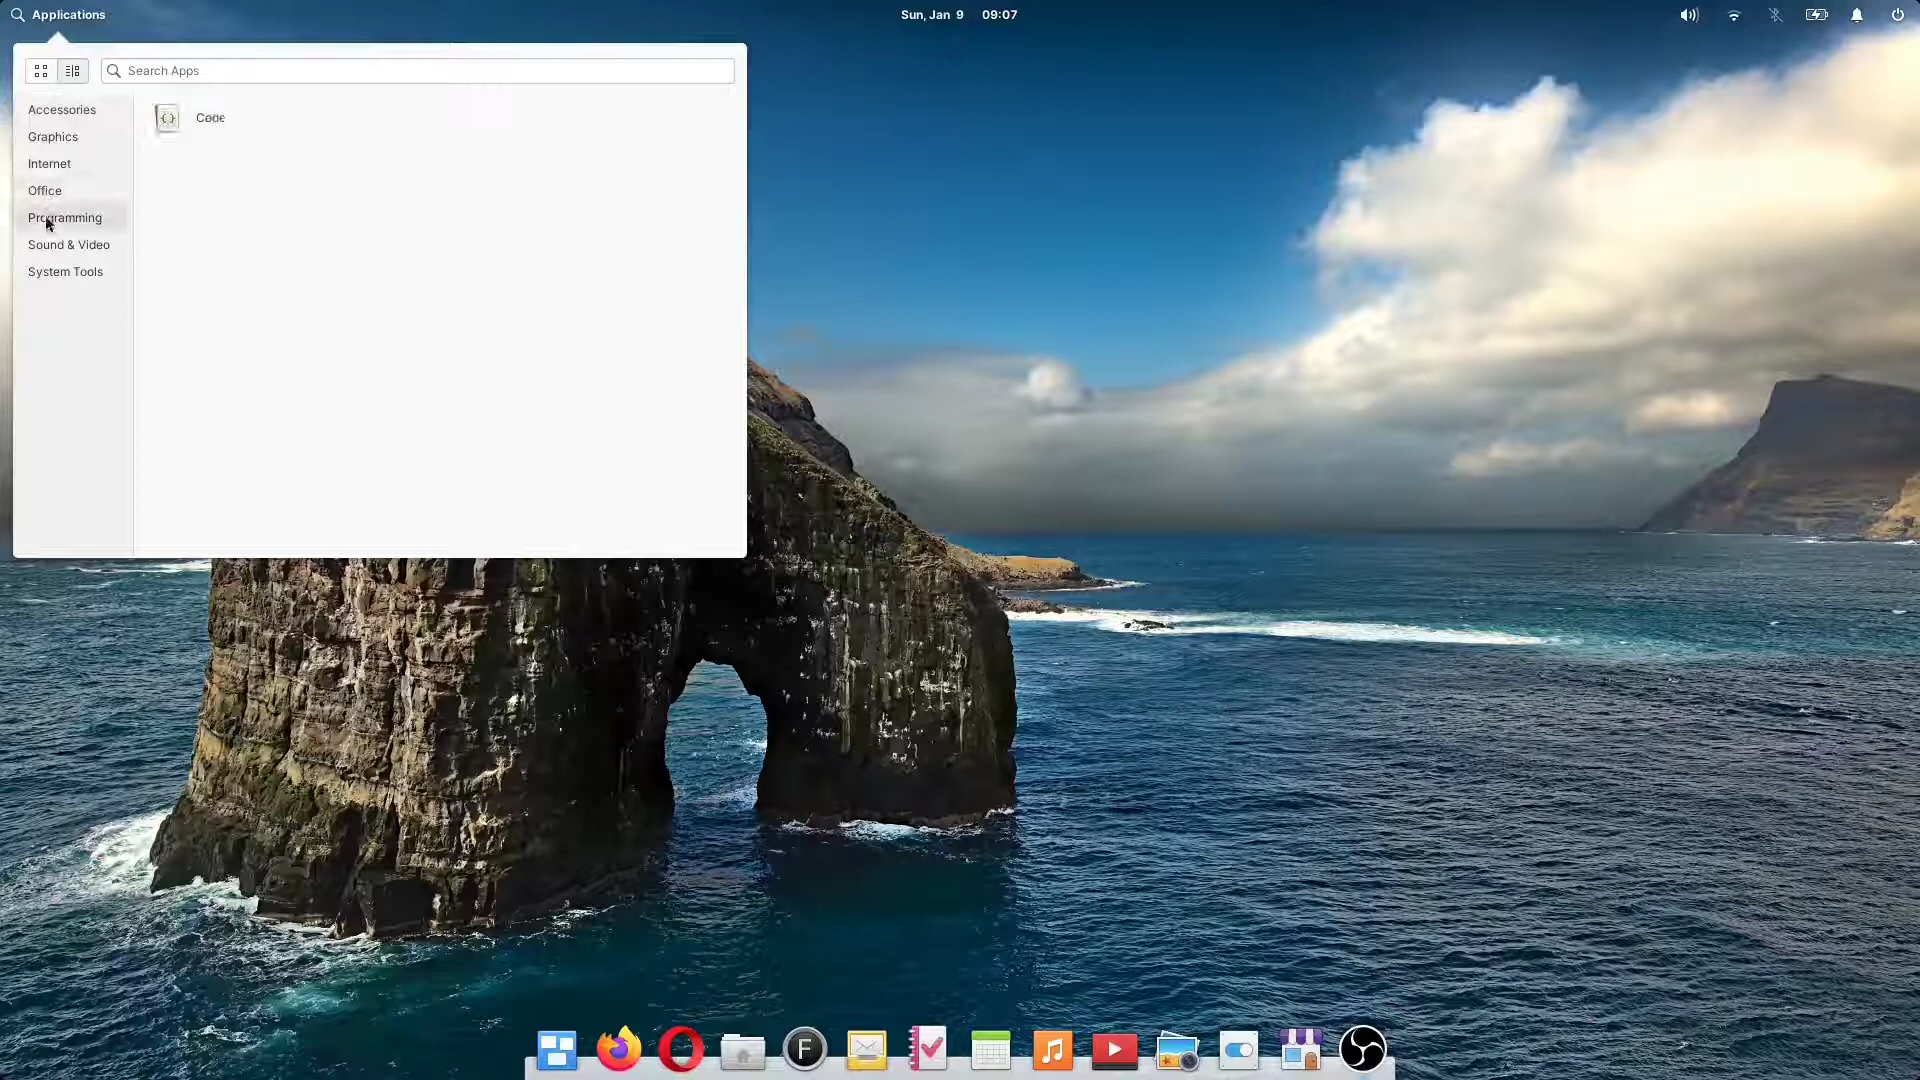 Applications
Sun, Jan 9 09:07
Search Apps
Accessories
Code
Graphics
Internet
Office
Programming
Sound & Video
System Tools
F